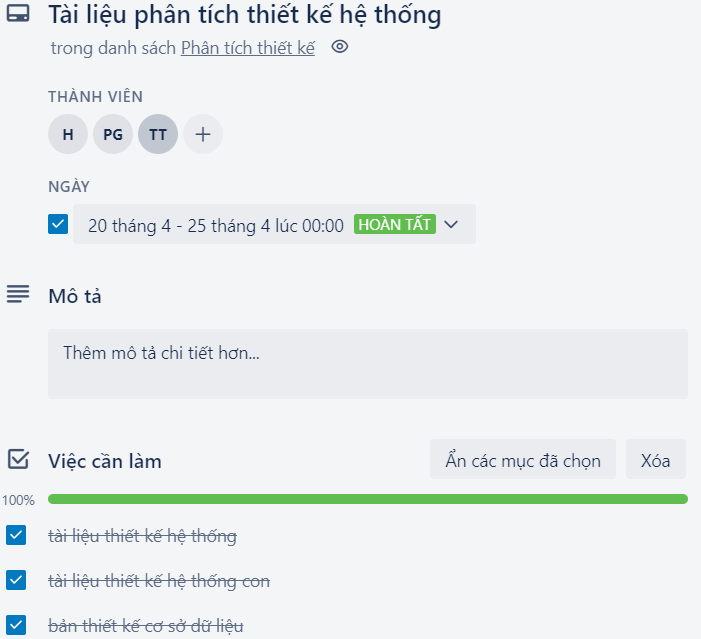 Tài liệu phân tích thiết kế hệ thống
trong danh sách Phân tích thiết kế
THÀNH VIÊN
H PG TT
NGÀY
20 tháng 4 - 25 tháng 4 lúc 00:00 HOÀN TẤT
Mô tả
Thêm mô tả chi tiết hơn...
Việc cần làm Ẩn các mục đã chọn Xóa
100%
tài liệu thiết kế hệ thống
tài liệu thiết kế hệ thống con
bản thiết kế cơ sở dữ liệu